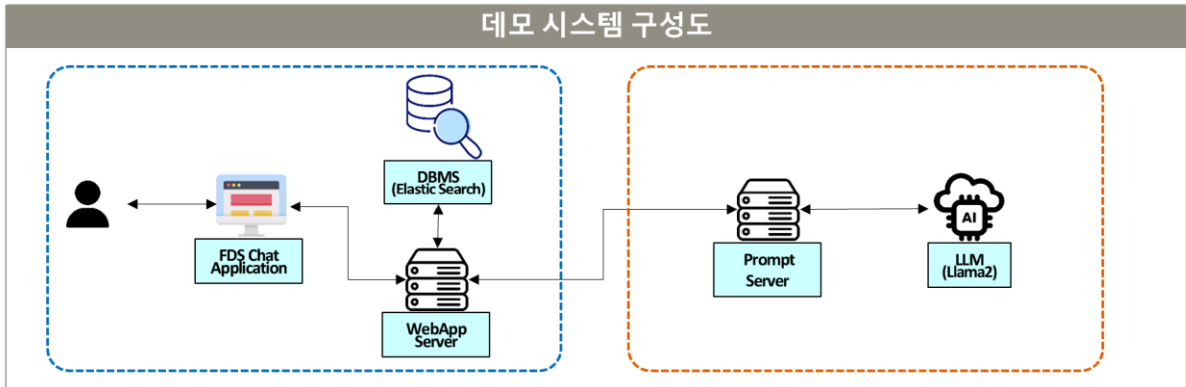 데모 시스템 구성도
DBMS
(Elastic Search)
FDS Chat
Application
WebApp
Server
Prompt
Server
AI
LLM
(Llama2)